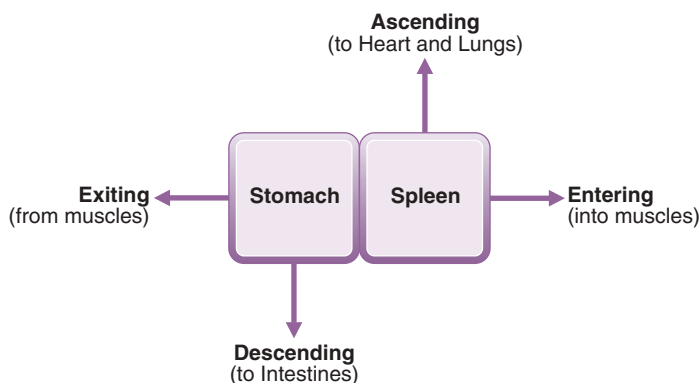 Ascending
(to Heart and Lungs)
Exiting
(from muscles)
Stomach
Spleen
Entering
(into muscles)
Descending
(to Intestines)